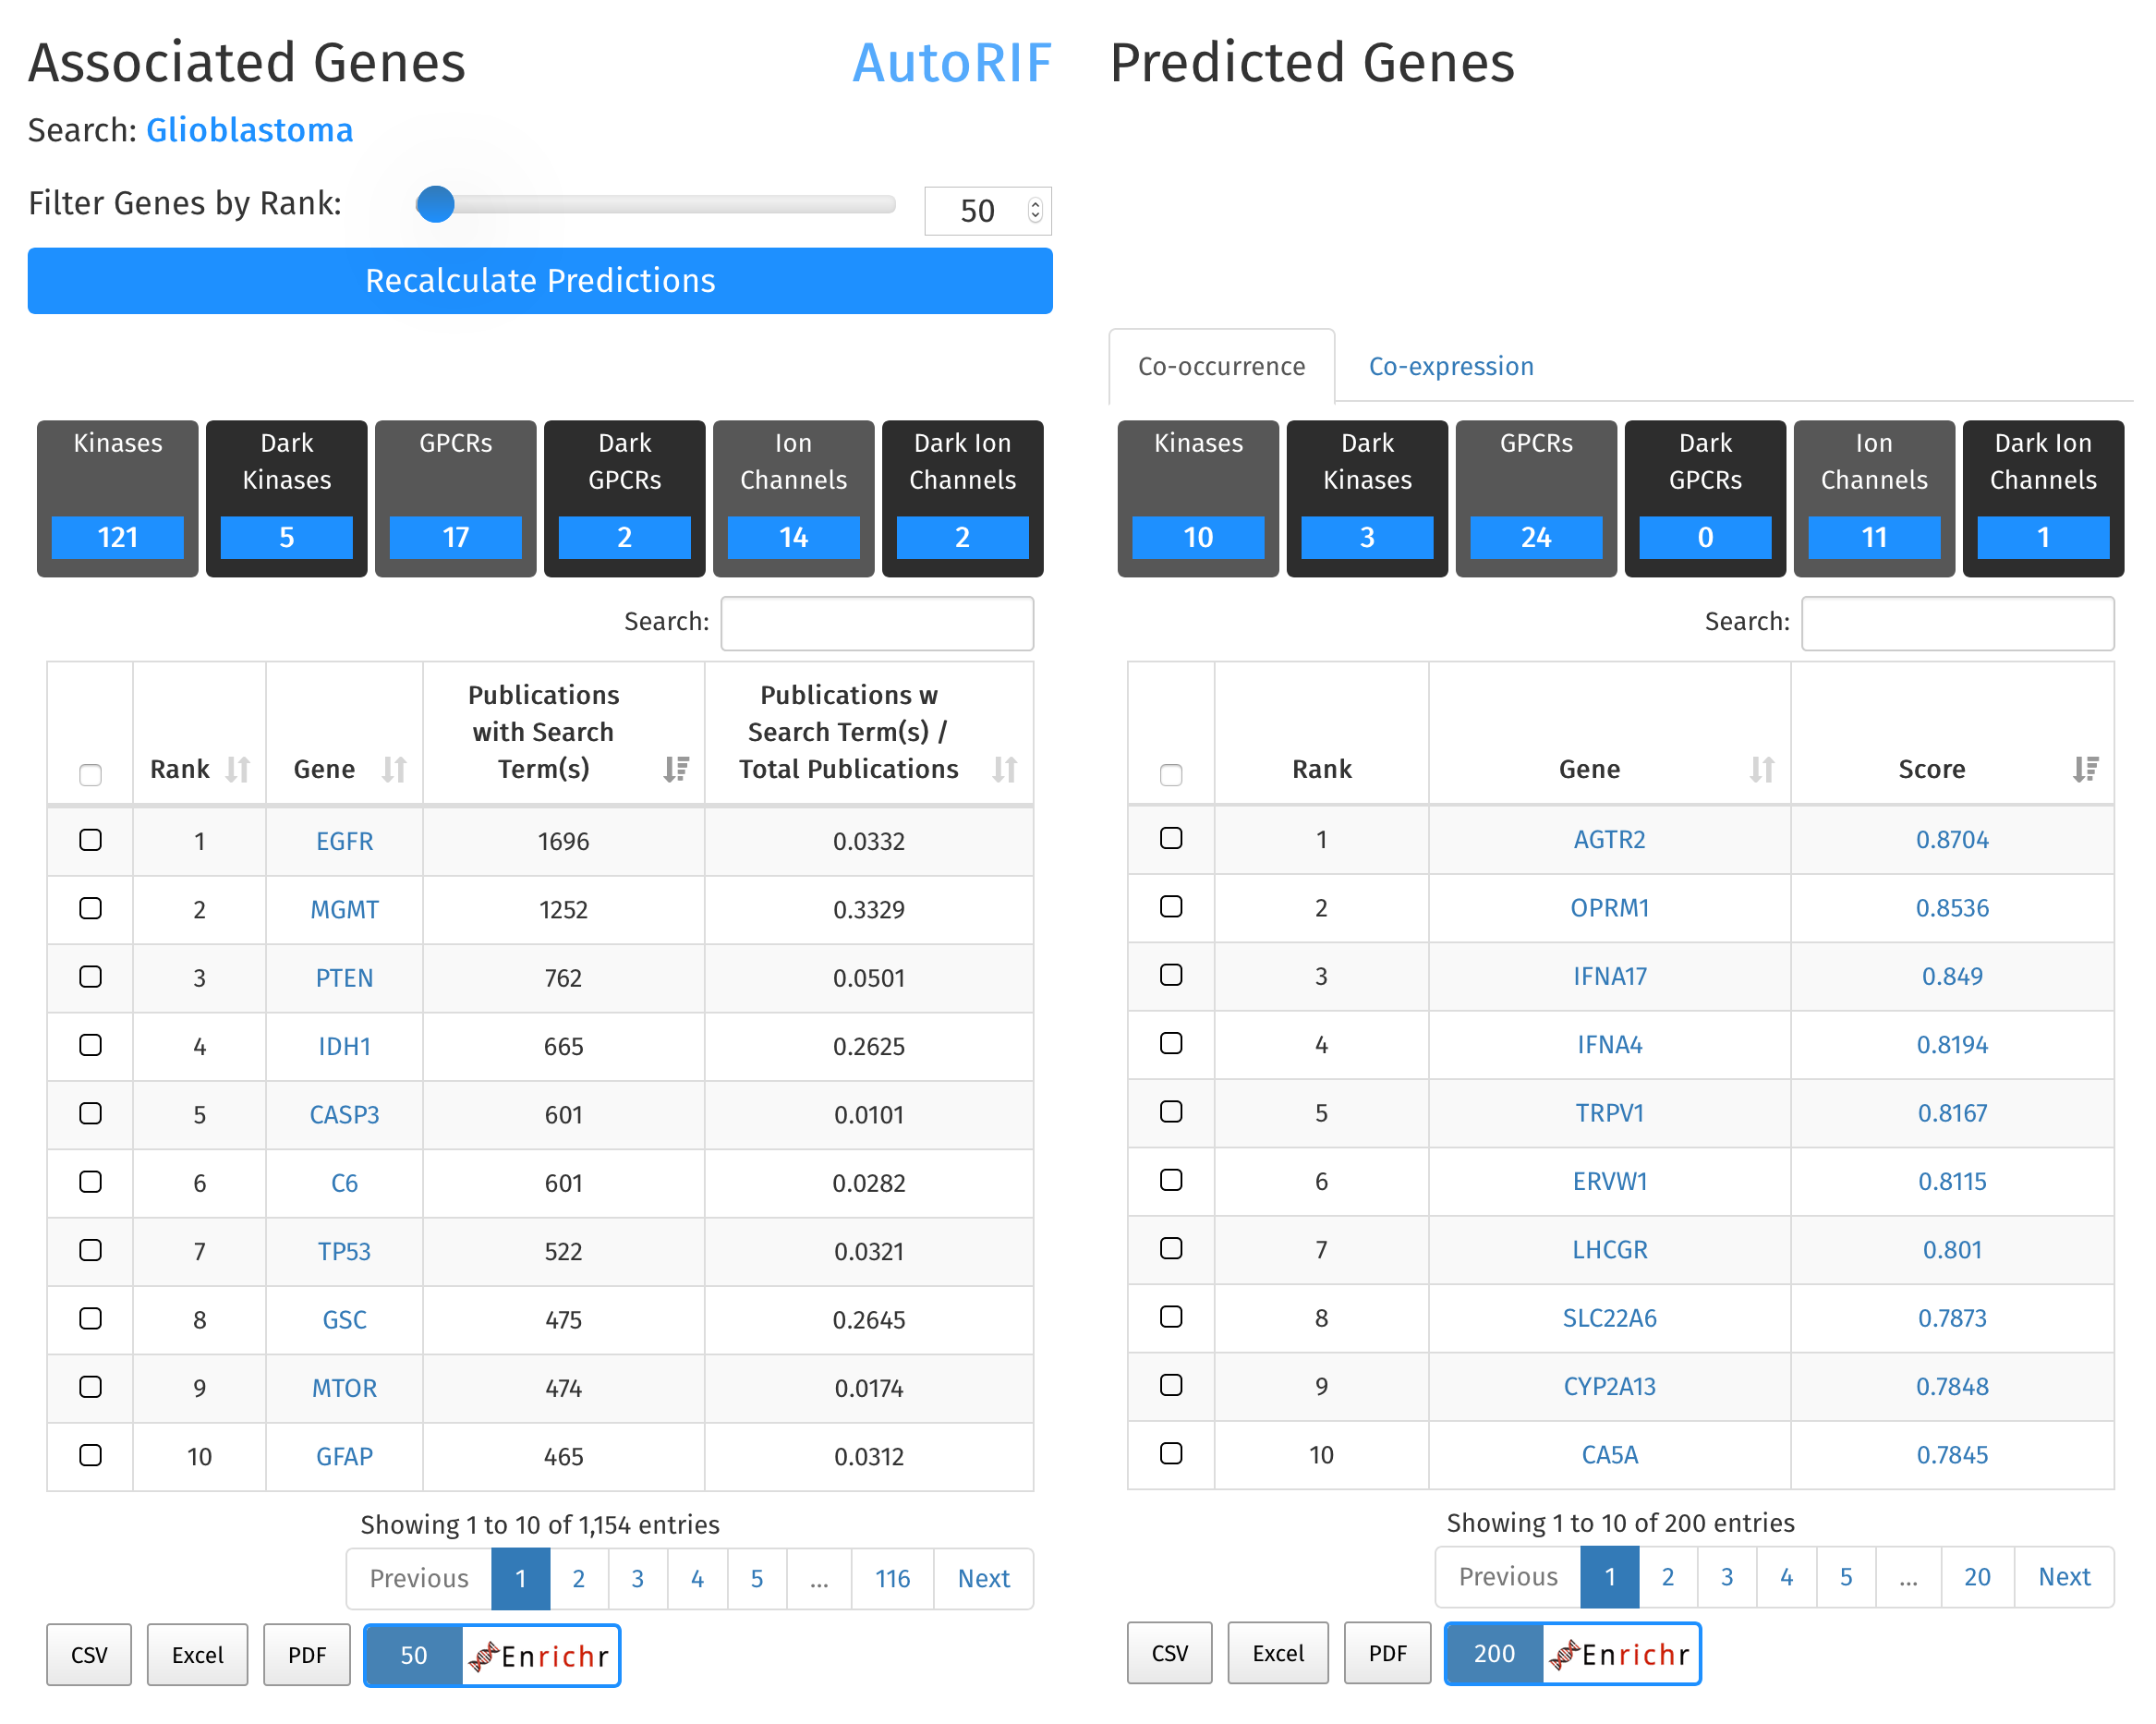 Associated Genes
AutoRIF
Search: Glioblastoma
Filter Genes by Rank:
50
Recalculate Predictions
Kinases
121
Dark
Kinases
5
GPCRs
17
Dark
GPCRs
2
Ion
Channels
14
Dark Ion
Channels
2
Search:
Rank Gene Publications with Search Term(s) Publications w Search Term(s) / Total Publications
1 EGFR 1696 0.0332
2 MGMT 1252 0.3329
3 PTEN 762 0.0501
4 IDH1 665 0.2625
5 CASP3 601 0.0101
6 C6 601 0.0282
7 TP53 522 0.0321
8 GSC 475 0.2645
9 MTOR 474 0.0174
10 GFAP 465 0.0312
Showing 1 to 10 of 1,154 entries
Previous 1 2 3 4 5 ... 116 Next
CSV Excel PDF 50 Enrichr
Predicted Genes
Co-occurrence Co-expression
Kinases
10
Dark
Kinases
3
GPCRs
24
Dark
GPCRs
0
Ion
Channels
11
Dark Ion
Channels
1
Search:
Rank Gene Score
1 AGTR2 0.8704
2 OPRM1 0.8536
3 IFNA17 0.849
4 IFNA4 0.8194
5 TRPV1 0.8167
6 ERVW1 0.8115
7 LHCGR 0.801
8 SLC22A6 0.7873
9 CYP2A13 0.7848
10 CA5A 0.7845
Showing 1 to 10 of 200 entries
Previous 1 2 3 4 5 ... 20 Next
CSV Excel PDF 200 Enrichr